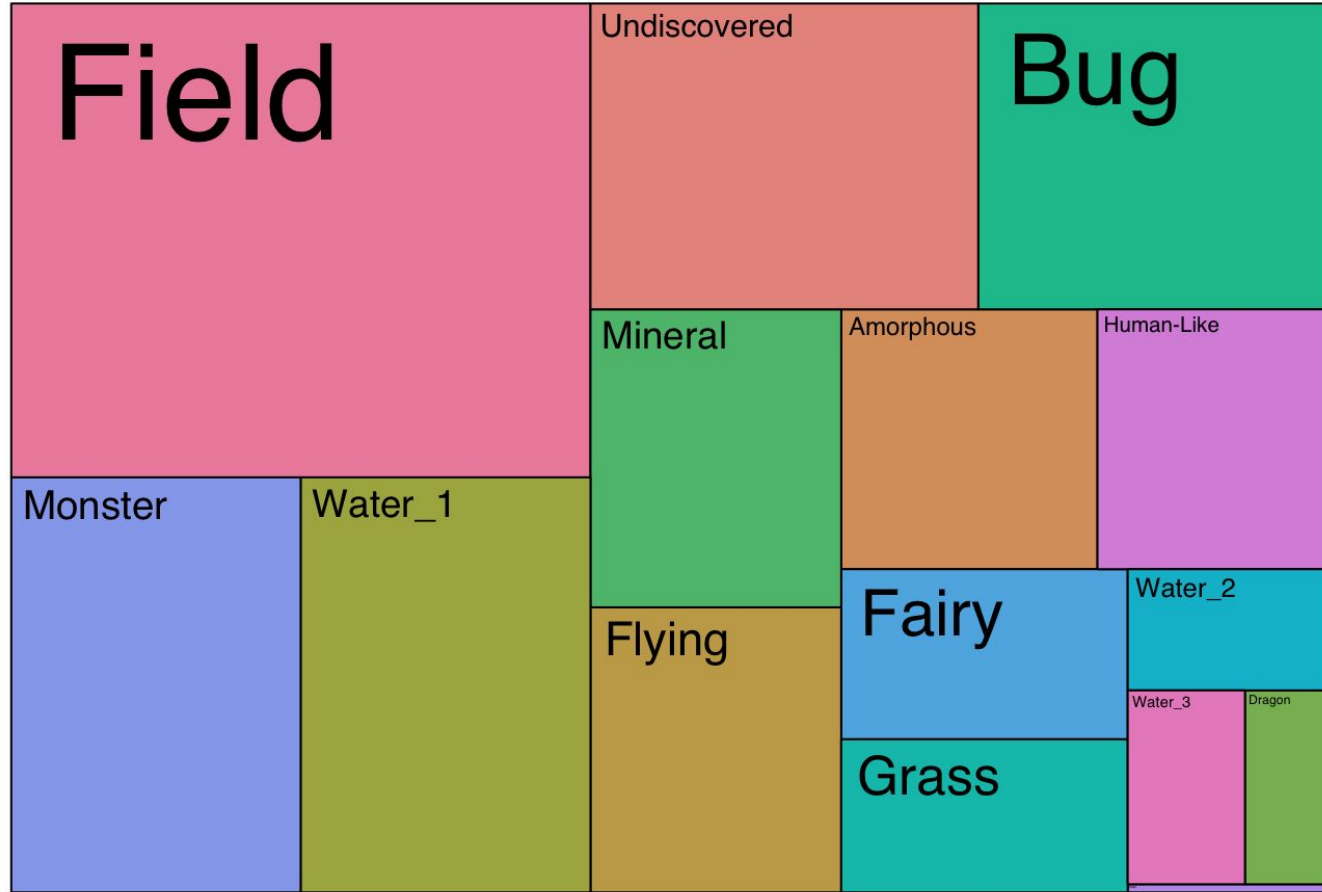 Field
Undiscovered
Bug
Mineral
Amorphous
Human-Like
Monster
Water_1
Flying
Fairy
Water_2
Water_3
Dragon
Grass